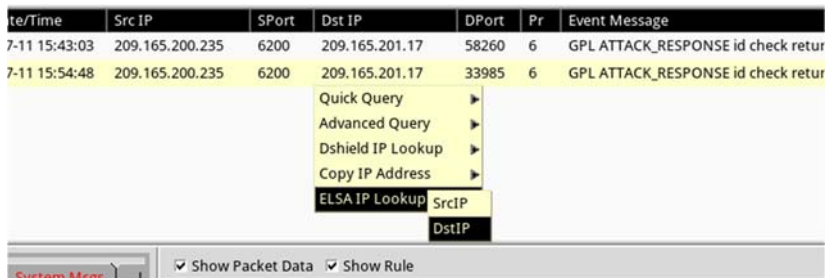 te/Time Src IP SPort Dst IP DPort Pr Event Message
7-11 15:43:03 209.165.200.235 6200 209.165.201.17 58260 6 GPL ATTACK_RESPONSE id check retur
7-11 15:54:48 209.165.200.235 6200 209.165.201.17 33985 6 GPL ATTACK_RESPONSE id check retur
Quick Query
Advanced Query
Dshield IP Lookup
Copy IP Address
ELSA IP Lookup SrcIP
DstIP
Show Packet Data Show Rule
System Msgs